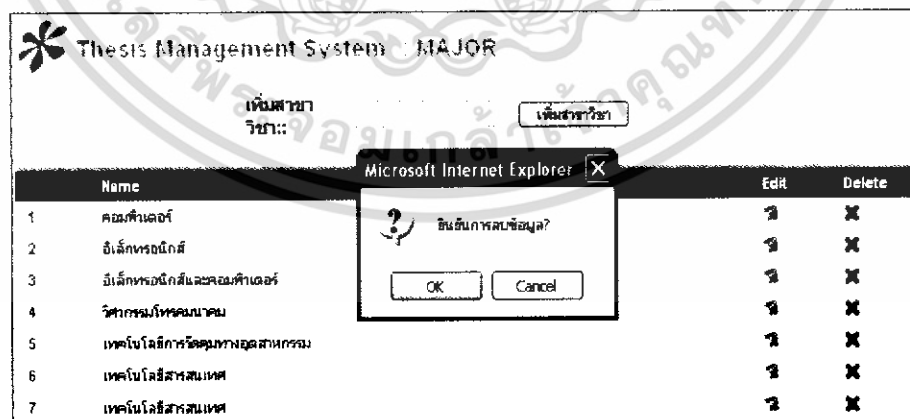 Thesis Management System :: MAJOR
เพิ่มสาขา
วิชา::
เพิ่มสาขาวิชา
Microsoft Internet Explorer
Name Edit Delete
ยืนยันการลบข้อมูล?
OK Cancel
1 คอมพิวเตอร์
2 อิเล็กทรอนิกส์
3 อิเล็กทรอนิกส์และคอมพิวเตอร์
4 วิศวกรรมโทรคมนาคม
5 เทคโนโลยีการวัดคุมทางอุตสาหกรรม
6 เทคโนโลยีสารสนเทศ
7 เทคโนโลยีสารสนเทศ